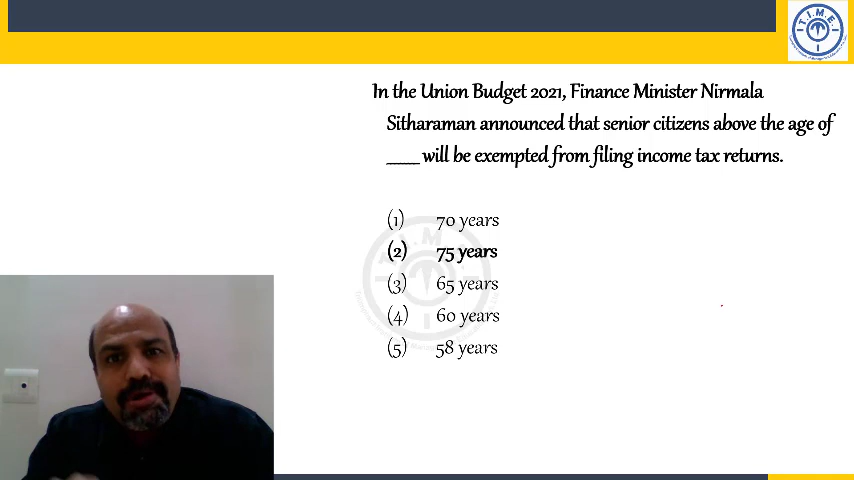 T.I.M.E.
In the Union Budget 2021, Finance Minister Nirmala
Sitharaman announced that senior citizens above the age of
_____ will be exempted from filing income tax returns.
(1) 70 years
(2) 75 years
(3) 65 years
(4) 60 years
(5) 58 years
T.I.M.E.